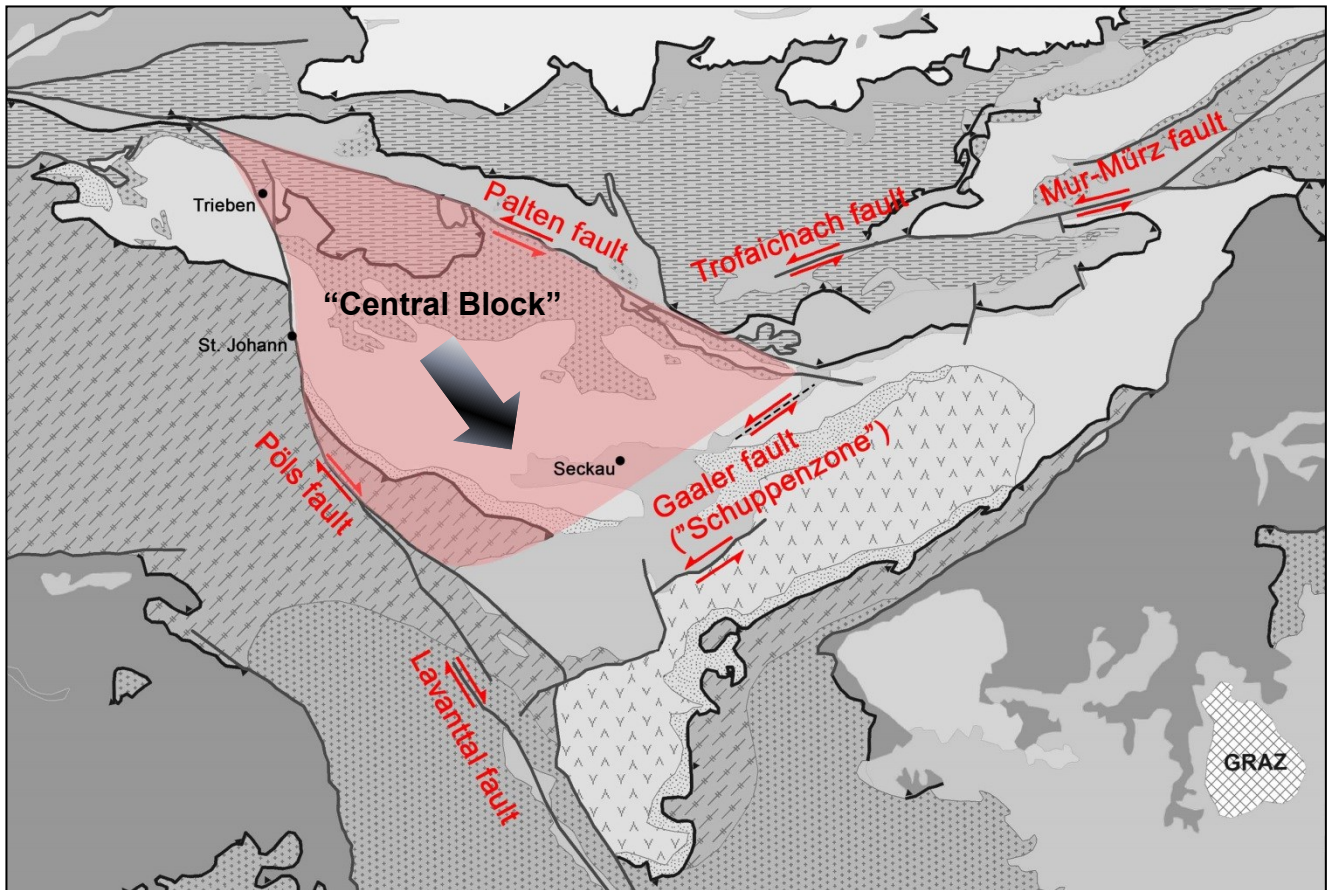 Mur-Mürz fault
Trieben
Palten fault
Trofaichach fault
“Central Block”
St. Johann
Pöls fault
Seckau
Gaaler fault
("Schuppenzone")
Lavanttal fault
GRAZ